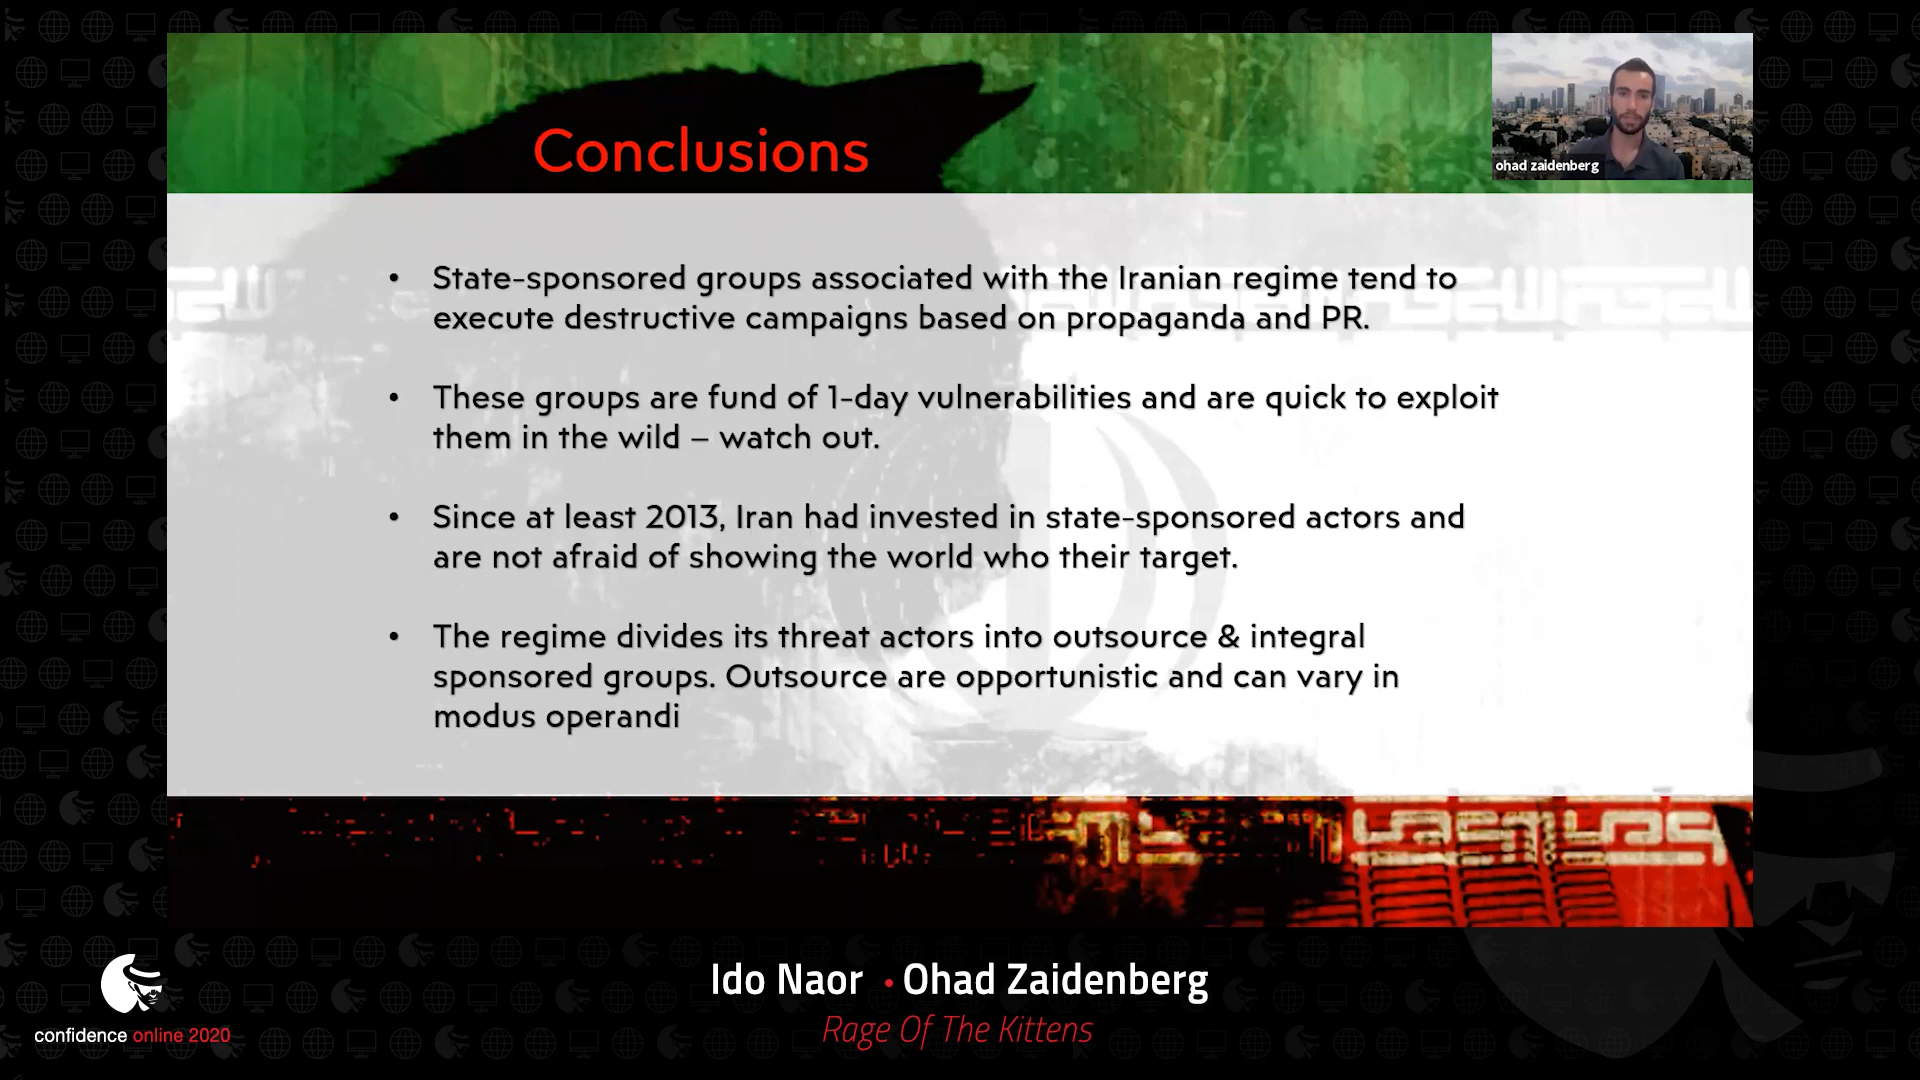 Conclusions
ohad zaidenberg
• State-sponsored groups associated with the Iranian regime tend to
execute destructive campaigns based on propaganda and PR.
• These groups are fund of 1-day vulnerabilities and are quick to exploit
them in the wild – watch out.
• Since at least 2013, Iran had invested in state-sponsored actors and
are not afraid of showing the world who their target.
• The regime divides its threat actors into outsource & integral
sponsored groups. Outsource are opportunistic and can vary in
modus operandi
Ido Naor • Ohad Zaidenberg
Rage Of The Kittens
confidence online 2020